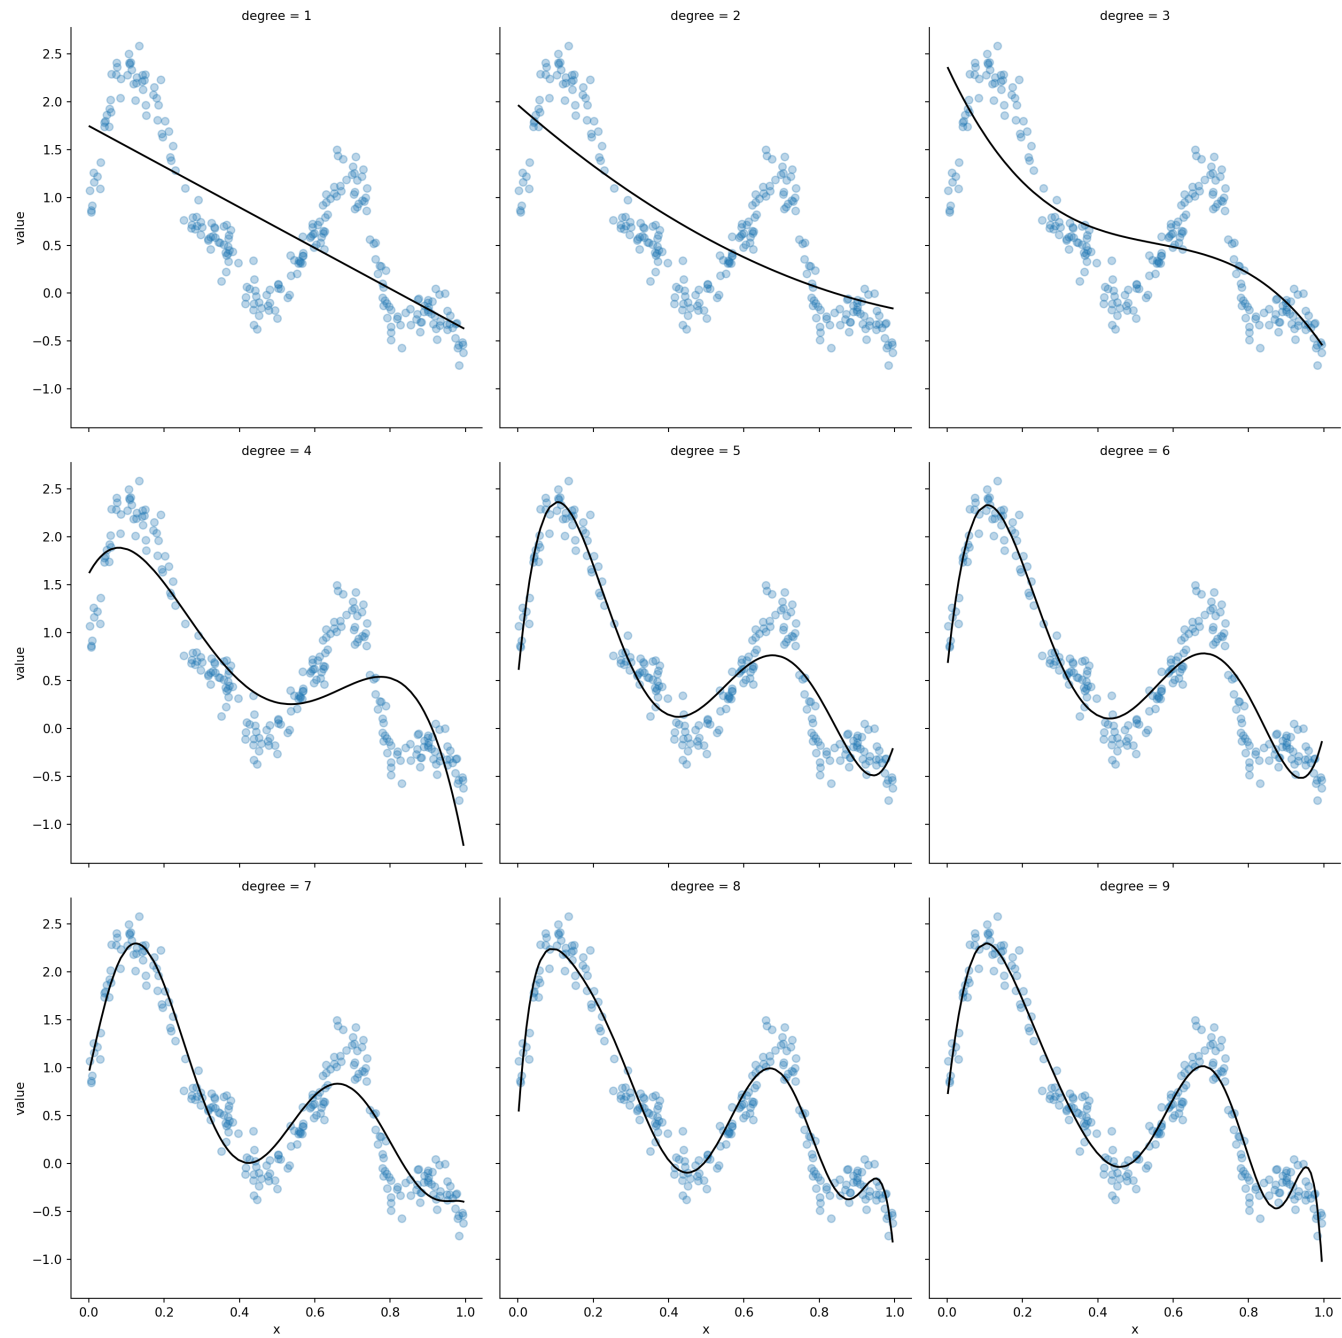 degree = 1
degree = 2
degree = 3
2.5
2.0
1.5
1.0
0.5
0.0
−0.5
−1.0
value
degree = 4
degree = 5
degree = 6
2.5
2.0
1.5
1.0
0.5
0.0
−0.5
−1.0
value
degree = 7
degree = 8
degree = 9
2.5
2.0
1.5
1.0
0.5
0.0
−0.5
−1.0
value
0.0 0.2 0.4 0.6 0.8 1.0
x
0.0 0.2 0.4 0.6 0.8 1.0
x
0.0 0.2 0.4 0.6 0.8 1.0
x